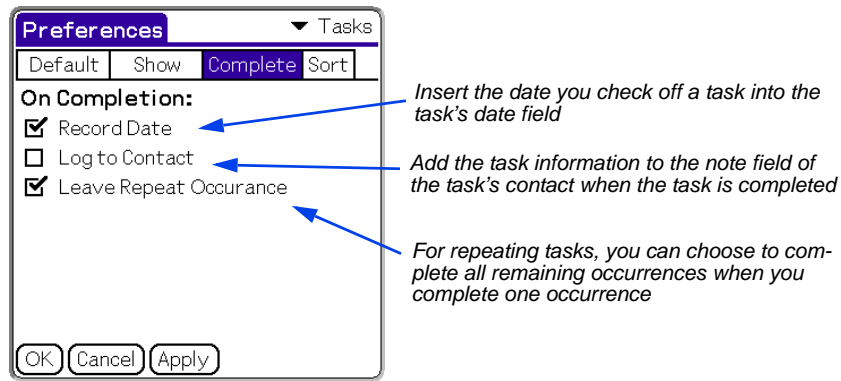 Preferences
Tasks
Default Show Complete Sort
On Completion:
Record Date
Log to Contact
Leave Repeat Occurance
OK Cancel Apply
Insert the date you check off a task into the
task's date field
Add the task information to the note field of
the task's contact when the task is completed
For repeating tasks, you can choose to com-
plete all remaining occurrences when you
complete one occurrence